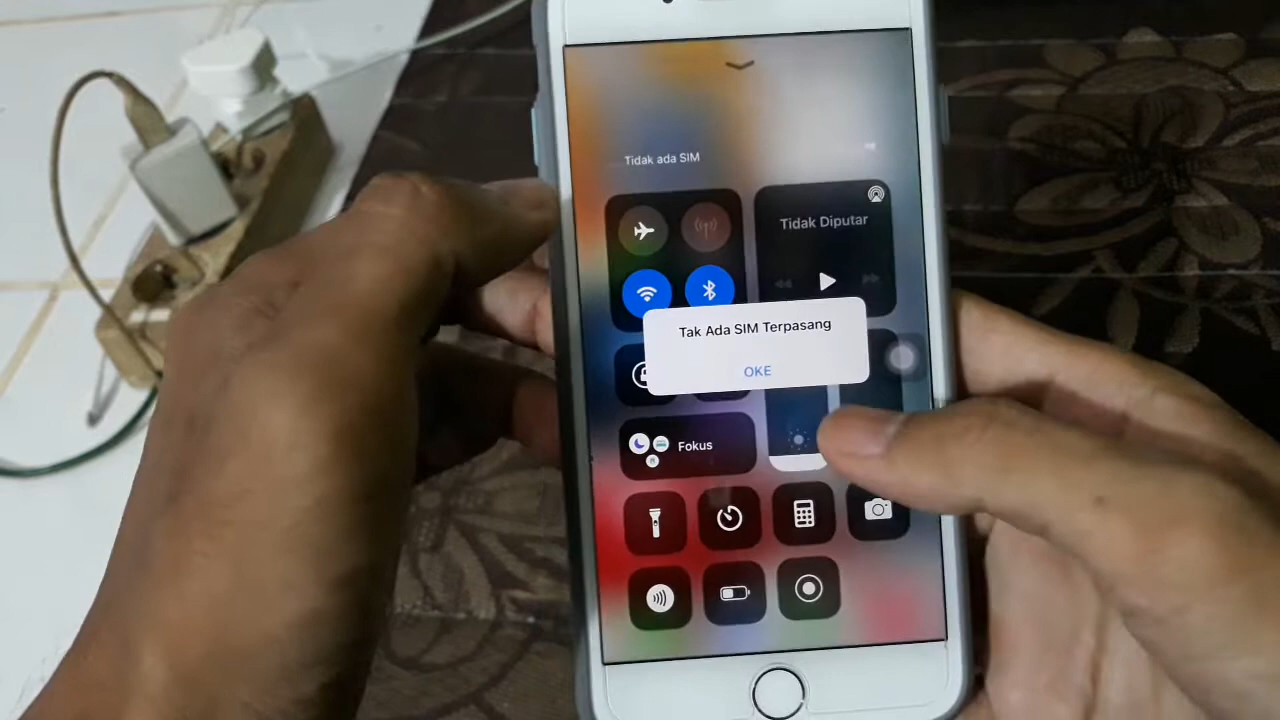 Tidak ada SIM
Tidak Diputar
Tak Ada SIM Terpasang
OKE
Fokus